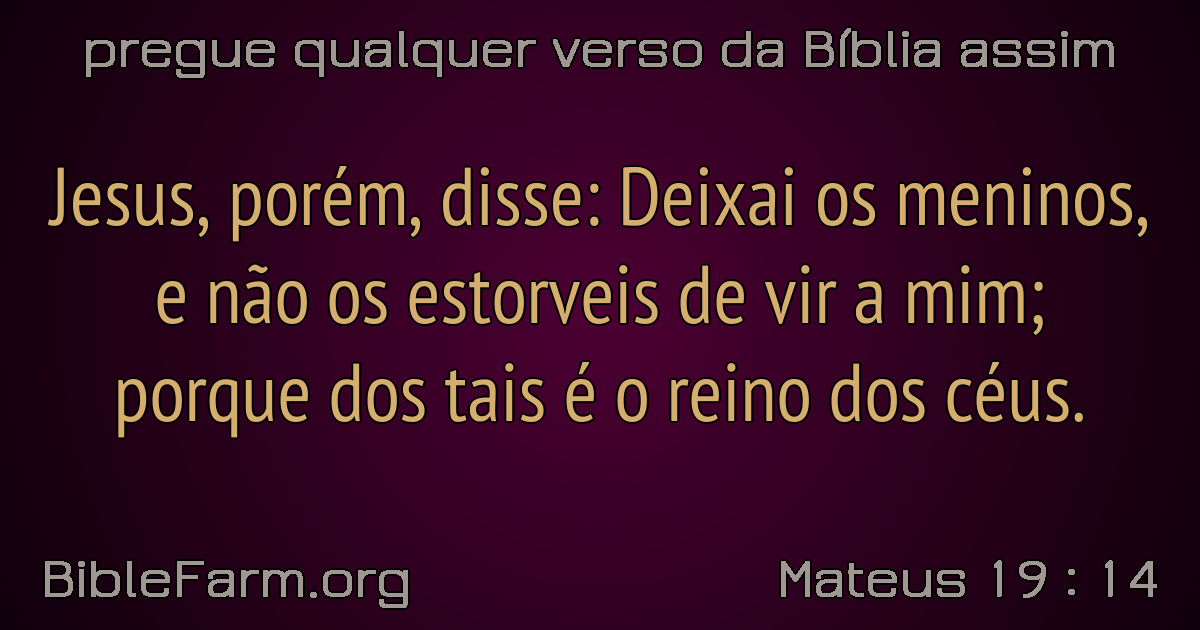 pregue qualquer verso da Bíblia assim
Jesus, porém, disse: Deixai os meninos,
e não os estorveis de vir a mim;
porque dos tais é o reino dos céus.
BibleFarm.org
Mateus 19 : 14